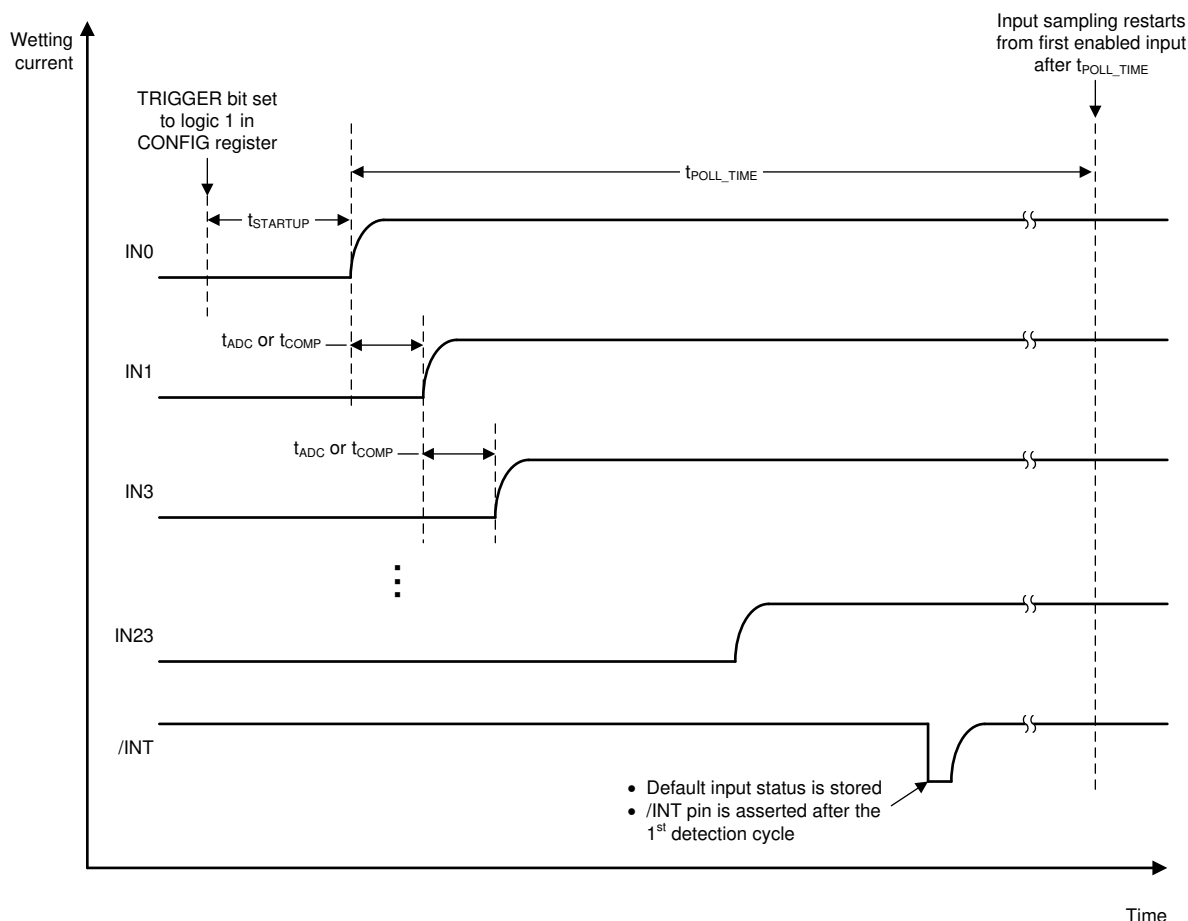 Wetting
current
Input sampling restarts
from first enabled input
after tPOLL_TIME
TRIGGER bit set
to logic 1 in
CONFIG register
tPOLL_TIME
tSTARTUP
IN0
tADC or tCOMP
IN1
tADC or tCOMP
IN3
IN23
/INT
• Default input status is stored
• /INT pin is asserted after the
1st detection cycle
Time